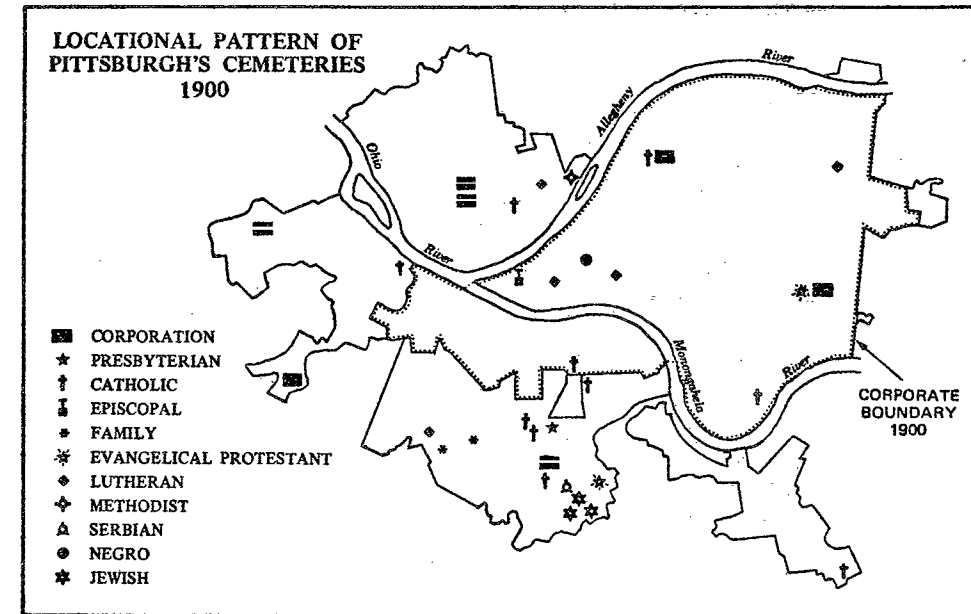 LOCATIONAL PATTERN OF
PITTSBURGH'S CEMETERIES
1900
River
Allegheny
Ohio
River
Monongahela
River
CORPORATION
PRESBYTERIAN
CATHOLIC
EPISCOPAL
FAMILY
EVANGELICAL PROTESTANT
LUTHERAN
METHODIST
SERBIAN
NEGRO
JEWISH
CORPORATE
BOUNDARY
1900